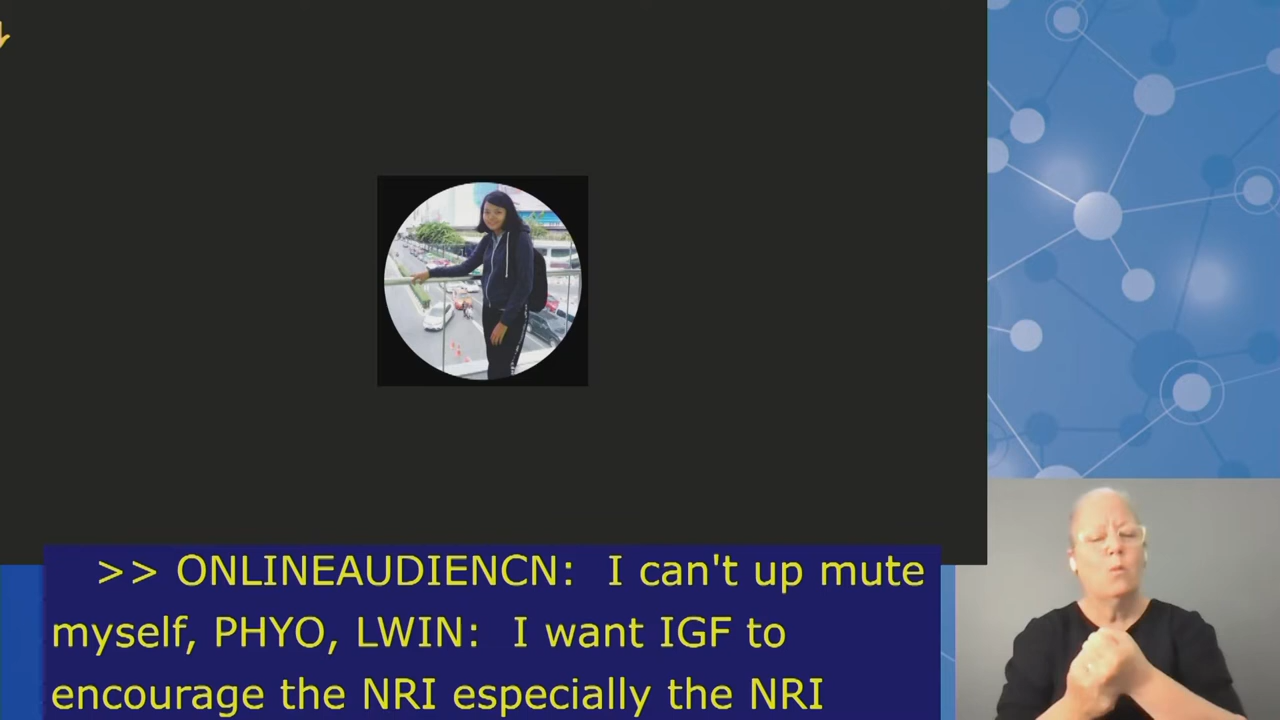 >> ONLINEAUDIENCN: I can't up mute
myself, PHYO, LWIN: I want IGF to
encourage the NRI especially the NRI